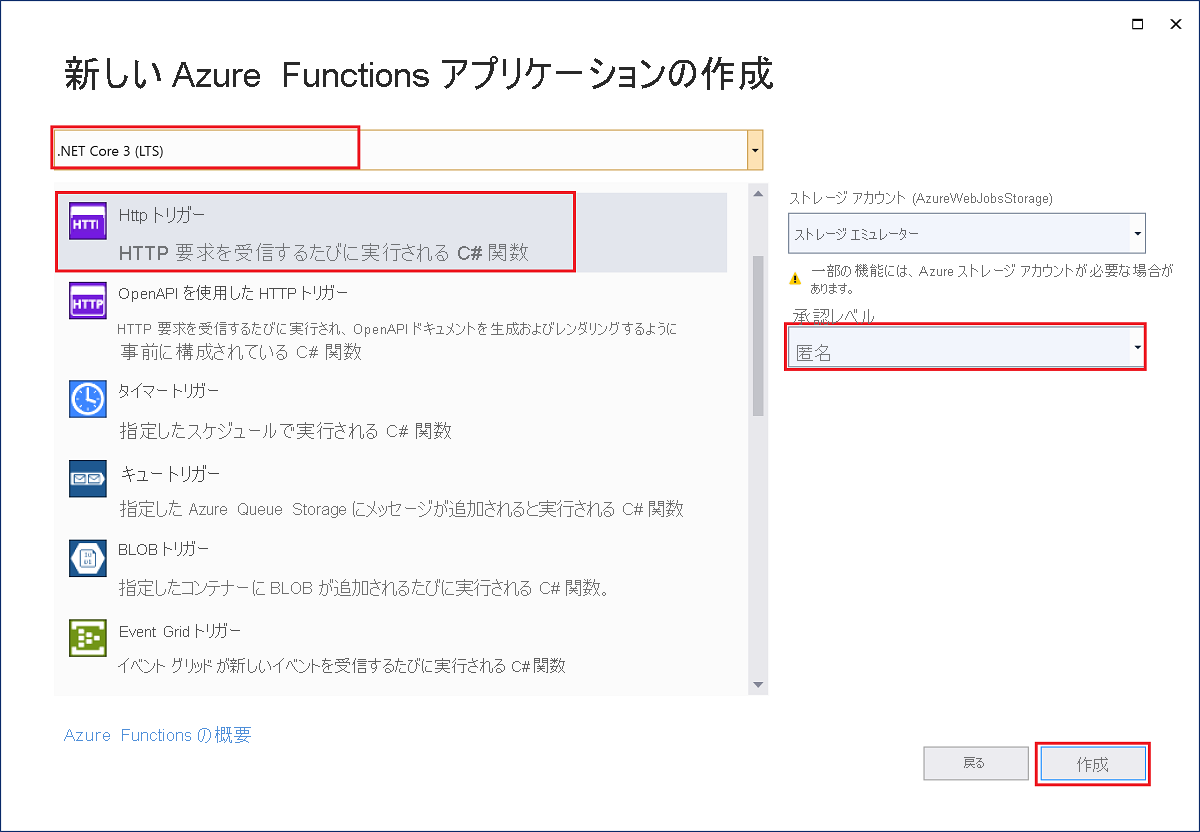 新しい Azure Functions アプリケーションの作成
.NET Core 3 (LTS)
HTTI
Http トリガー
HTTP 要求を受信するたびに実行される C# 関数
HTTP
OpenAPI を使用した HTTP トリガー
HTTP 要求を受信するたびに実行され、OpenAPI ドキュメントを生成およびレンダリングするように
事前に構成されている C# 関数
タイマー トリガー
指定したスケジュールで実行される C# 関数
キュー トリガー
指定した Azure Queue Storage にメッセージが追加されると実行される C# 関数
BLOB トリガー
指定したコンテナーに BLOB が追加されるたびに実行される C# 関数。
Event Grid トリガー
イベント グリッドが新しいイベントを受信するたびに実行される C# 関数
ストレージ アカウント (AzureWebJobsStorage)
ストレージ エミュレーター
一部の機能には、Azure ストレージ アカウントが必要な場合が
あります。
承認レベル
匿名
Azure Functions の概要
戻る
作成